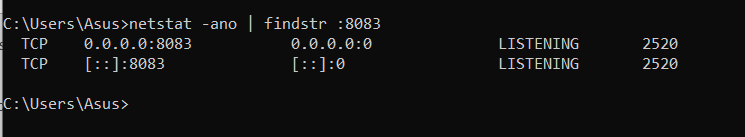 C:\Users\Asus>netstat -ano | findstr :8083
TCP 0.0.0.0:8083 0.0.0.0:0 LISTENING 2520
TCP [::]:8083 [::]:0 LISTENING 2520
C:\Users\Asus>